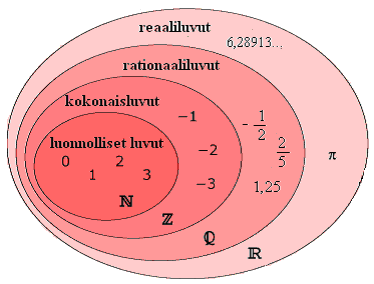 reaaliluvut
6,28913...
rationaaliluvut
kokonaisluvut
−1
- 1/2
luonnolliset luvut
0 2
1 3
−2
2/5
π
−3
1,25
ℕ
ℤ
ℚ
ℝ